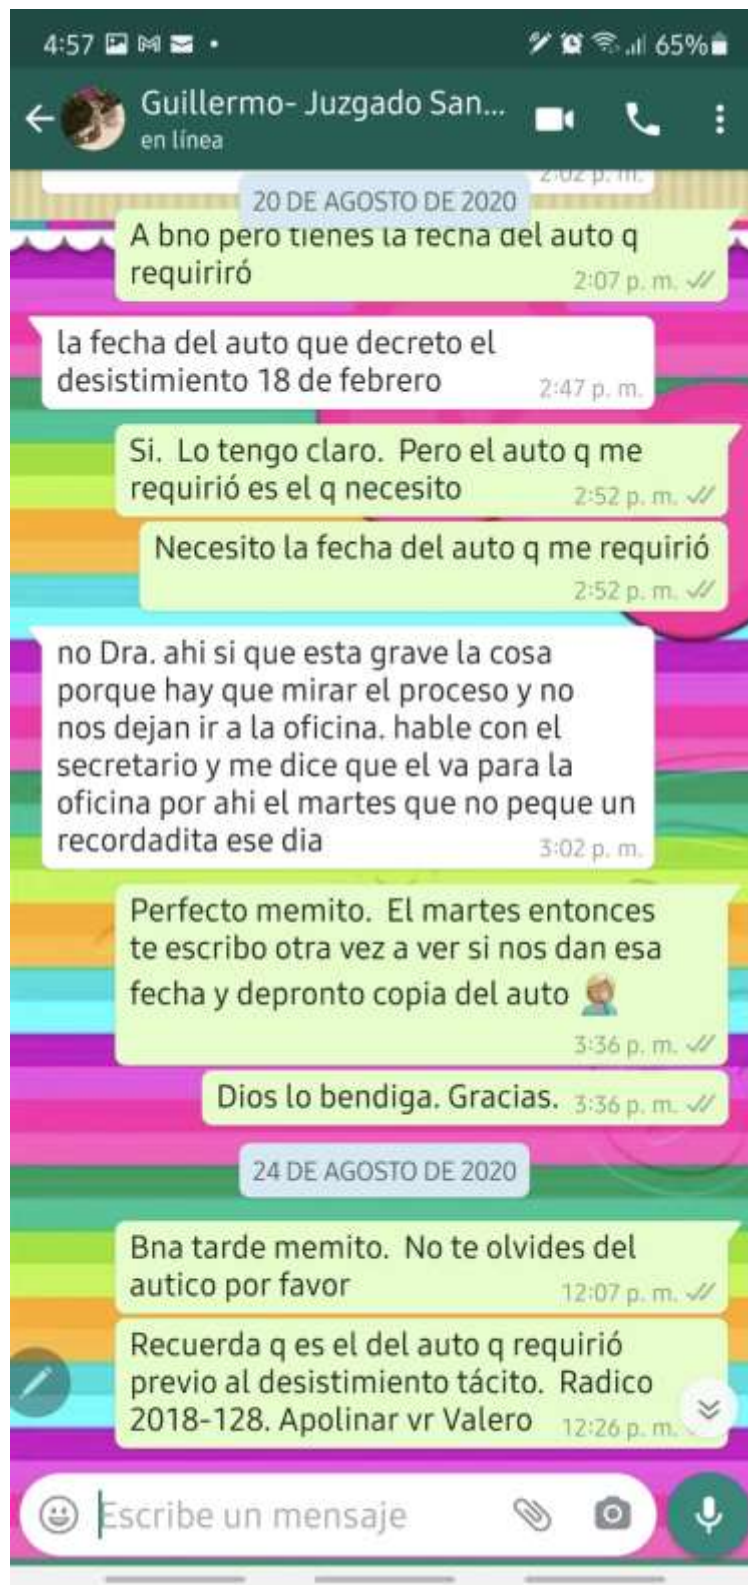 4:57
65%
Guillermo- Juzgado San...
en línea
2:02 p. m.
20 DE AGOSTO DE 2020
A bno pero tienes la fecha del auto q
requiriró
2:07 p. m.
la fecha del auto que decreto el
desistimiento 18 de febrero
2:47 p. m.
Si. Lo tengo claro. Pero el auto q me
requirió es el q necesito
2:52 p. m.
Necesito la fecha del auto q me requirió
2:52 p. m.
no Dra. ahi si que esta grave la cosa
porque hay que mirar el proceso y no
nos dejan ir a la oficina. hable con el
secretario y me dice que el va para la
oficina por ahi el martes que no peque un
recordadita ese dia
3:02 p. m.
Perfecto memito. El martes entonces
te escribo otra vez a ver si nos dan esa
fecha y depronto copia del auto 🤦🏼
3:36 p. m.
Dios lo bendiga. Gracias.
3:36 p. m.
24 DE AGOSTO DE 2020
Bna tarde memito. No te olvides del
autico por favor
12:07 p. m.
Recuerda q es el del auto q requirió
previo al desistimiento tácito. Radico
2018-128. Apolinar vr Valero
12:26 p. m.
Escribe un mensaje